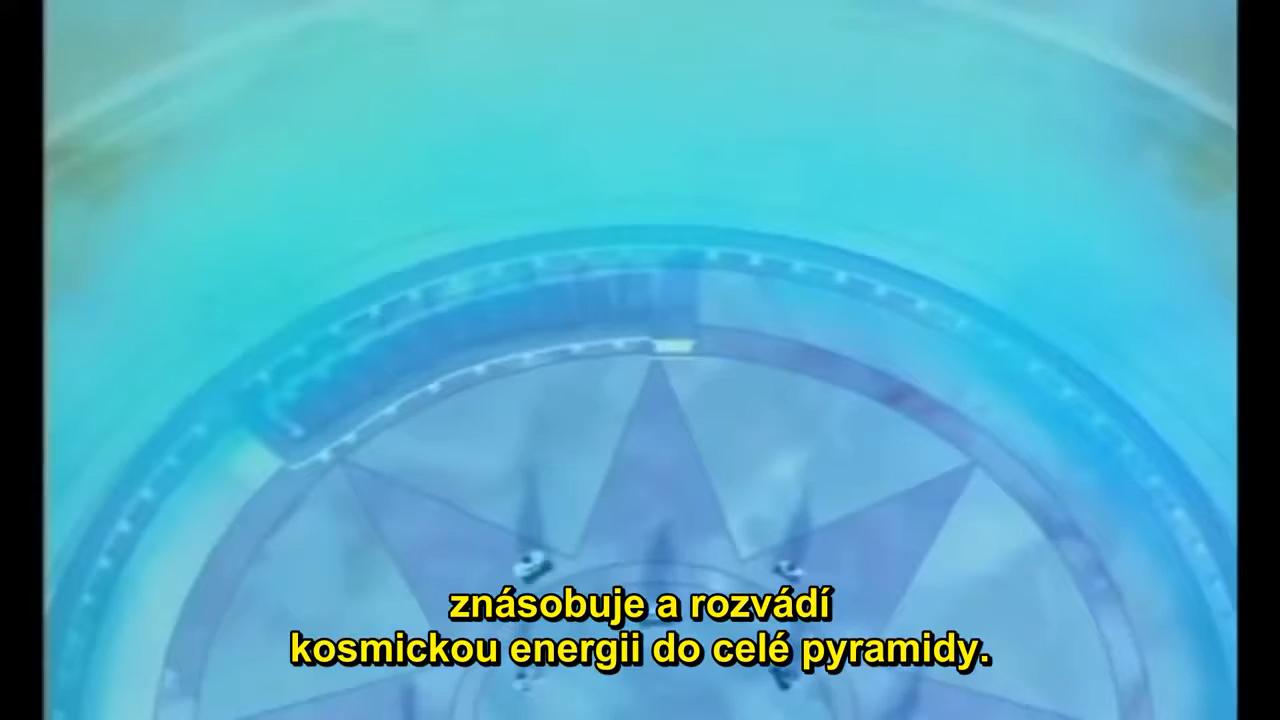 znásobuje a rozvádí
kosmickou energii do celé pyramidy.